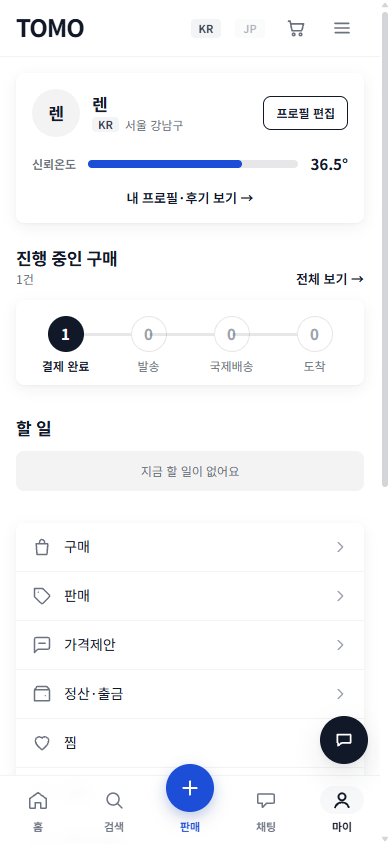 TOMO
KR JP
렌
렌
KR 서울 강남구
프로필 편집
신뢰온도 36.5°
내 프로필·후기 보기 →
진행 중인 구매
1건
전체 보기 →
1 0 0 0
결제 완료 발송 국제배송 도착
할 일
지금 할 일이 없어요
구매
판매
가격제안
정산·출금
찜
홈 검색 판매 채팅 마이